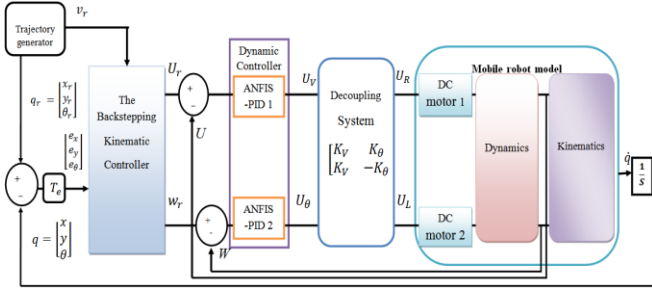 v_r
Trajectory
generator
q_r = [x_r
y_r
θ_r]
[e_x
e_y
e_θ]
+
−
T_e
q = [x
y
θ]
The
Backstepping
Kinematic
Controller
U_r
w_r
+
−
U
+
−
W
Dynamic
Controller
ANFIS
-PID 1
ANFIS
-PID 2
U_V
U_θ
Decoupling
System
[K_V K_θ
K_V −K_θ]
U_R
U_L
Mobile robot model
DC
motor 1
DC
motor 2
Dynamics
Kinematics
q̇
1
s